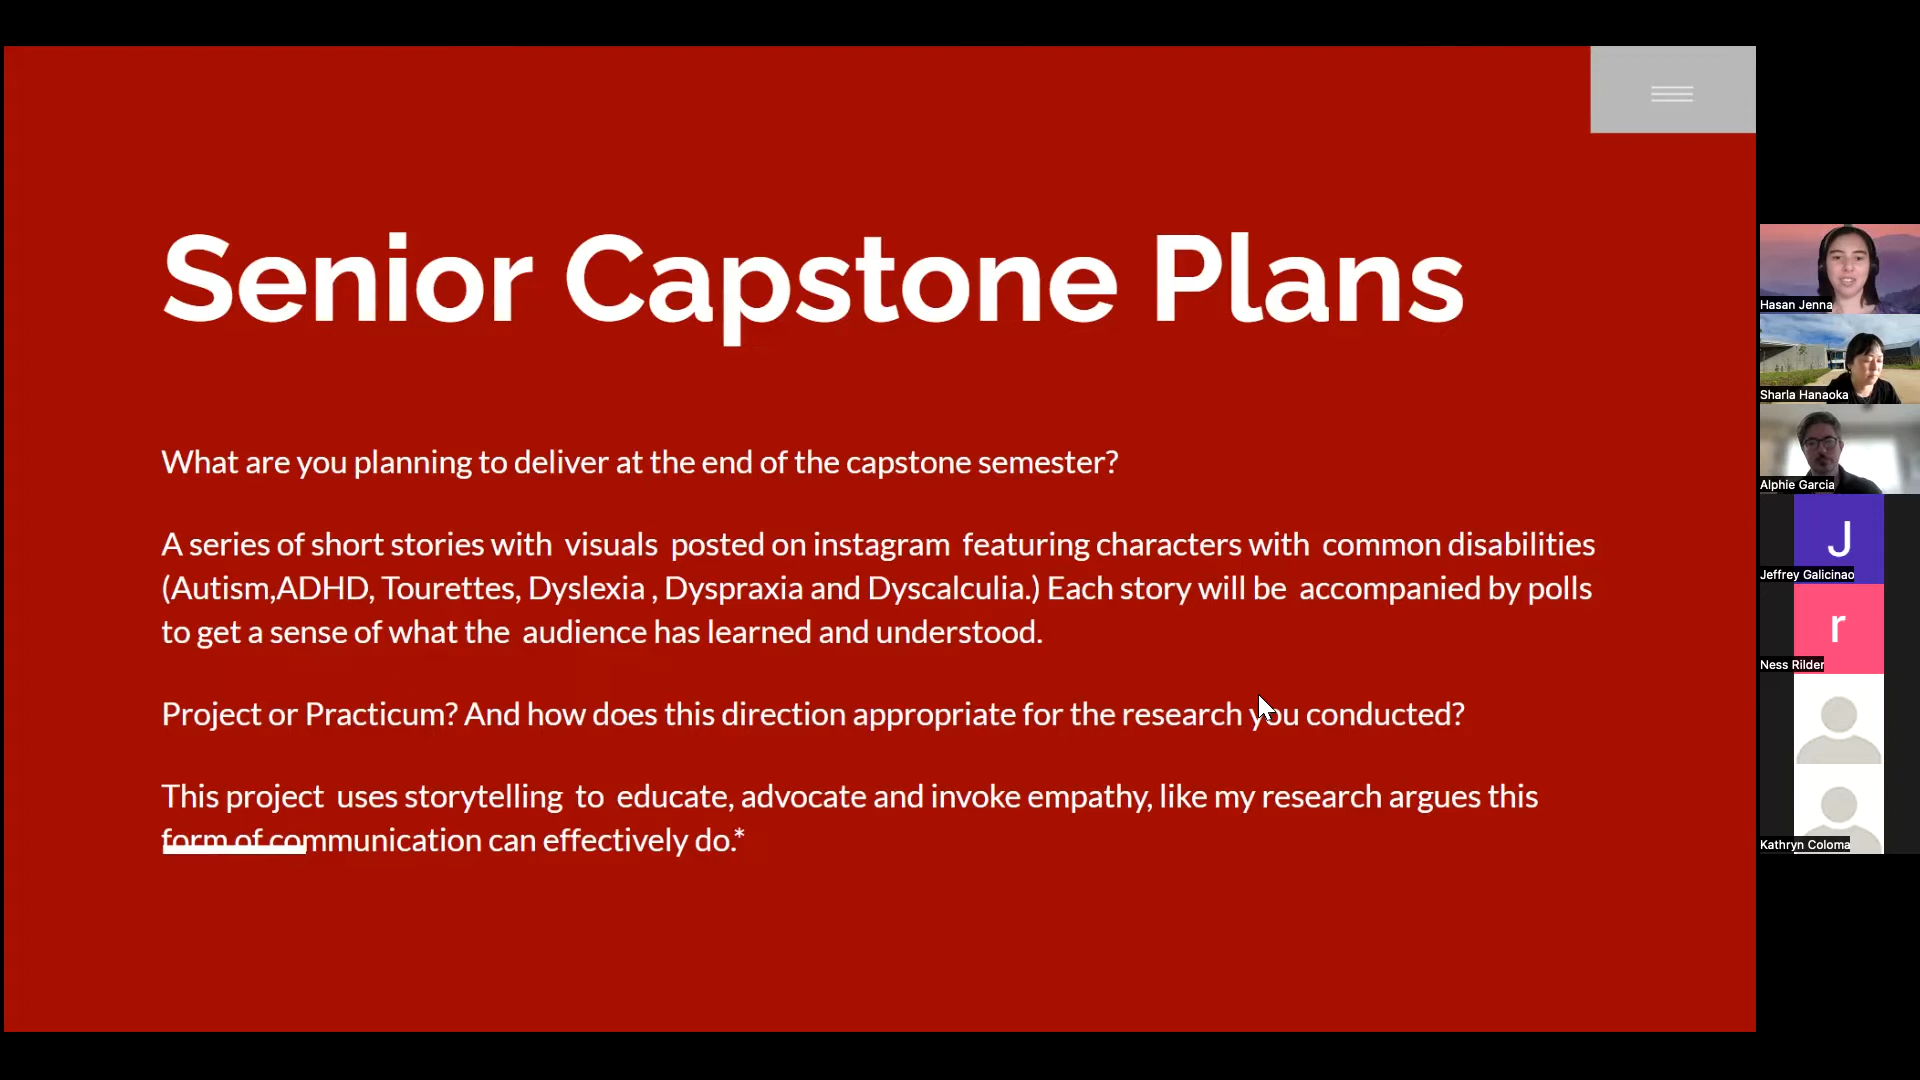 Senior Capstone Plans
What are you planning to deliver at the end of the capstone semester?
A series of short stories with visuals posted on instagram featuring characters with common disabilities
(Autism,ADHD, Tourettes, Dyslexia , Dyspraxia and Dyscalculia.) Each story will be accompanied by polls
to get a sense of what the audience has learned and understood.
Project or Practicum? And how does this direction appropriate for the research you conducted?
This project uses storytelling to educate, advocate and invoke empathy, like my research argues this
form of communication can effectively do.*
Hasan Jenna
Sharla Hanaoka
Alphie Garcia
J
Jeffrey Galicinao
r
Ness Rilder
Kathryn Coloma